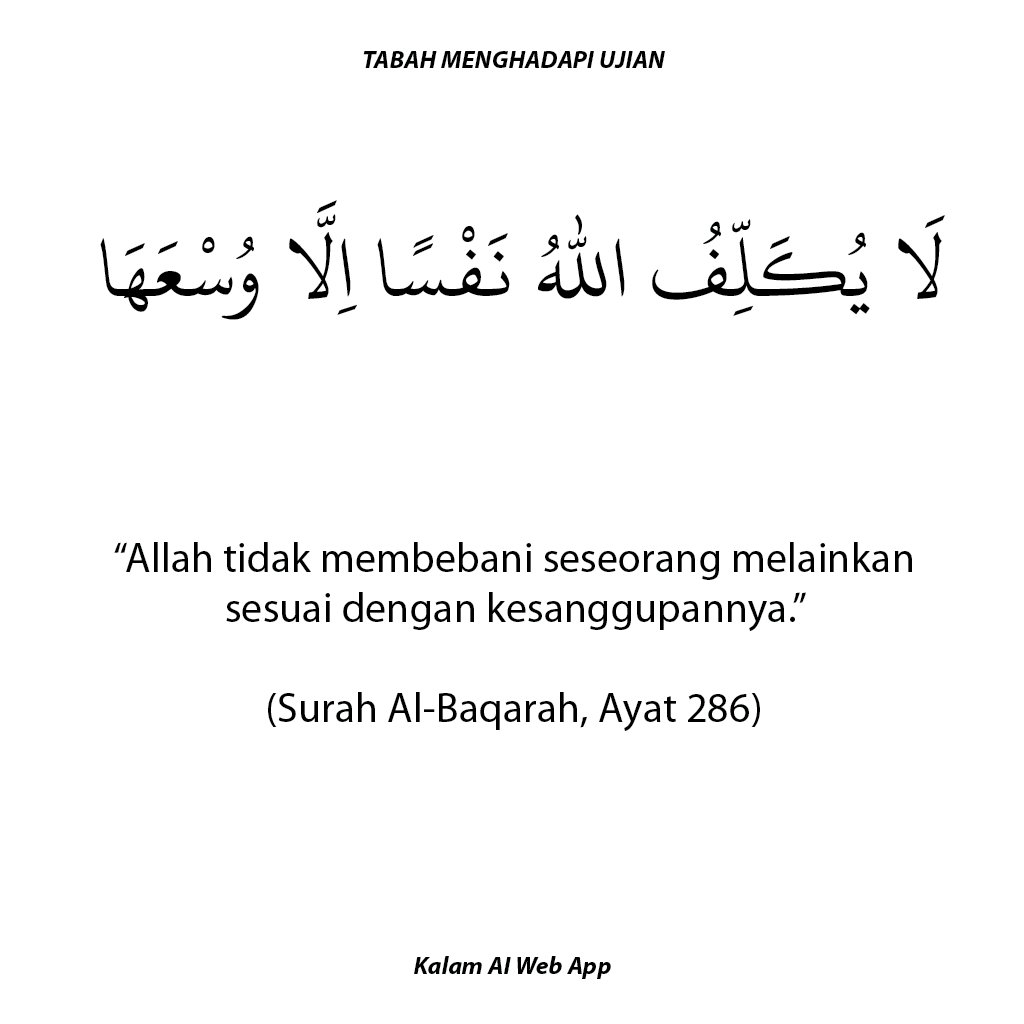 TABAH MENGHADAPI UJIAN
لَا يُكَلِّفُ اللهُ نَفْسًا اِلَّا وُسْعَهَا
“Allah tidak membebani seseorang melainkan
sesuai dengan kesanggupannya.”
(Surah Al-Baqarah, Ayat 286)
Kalam AI Web App